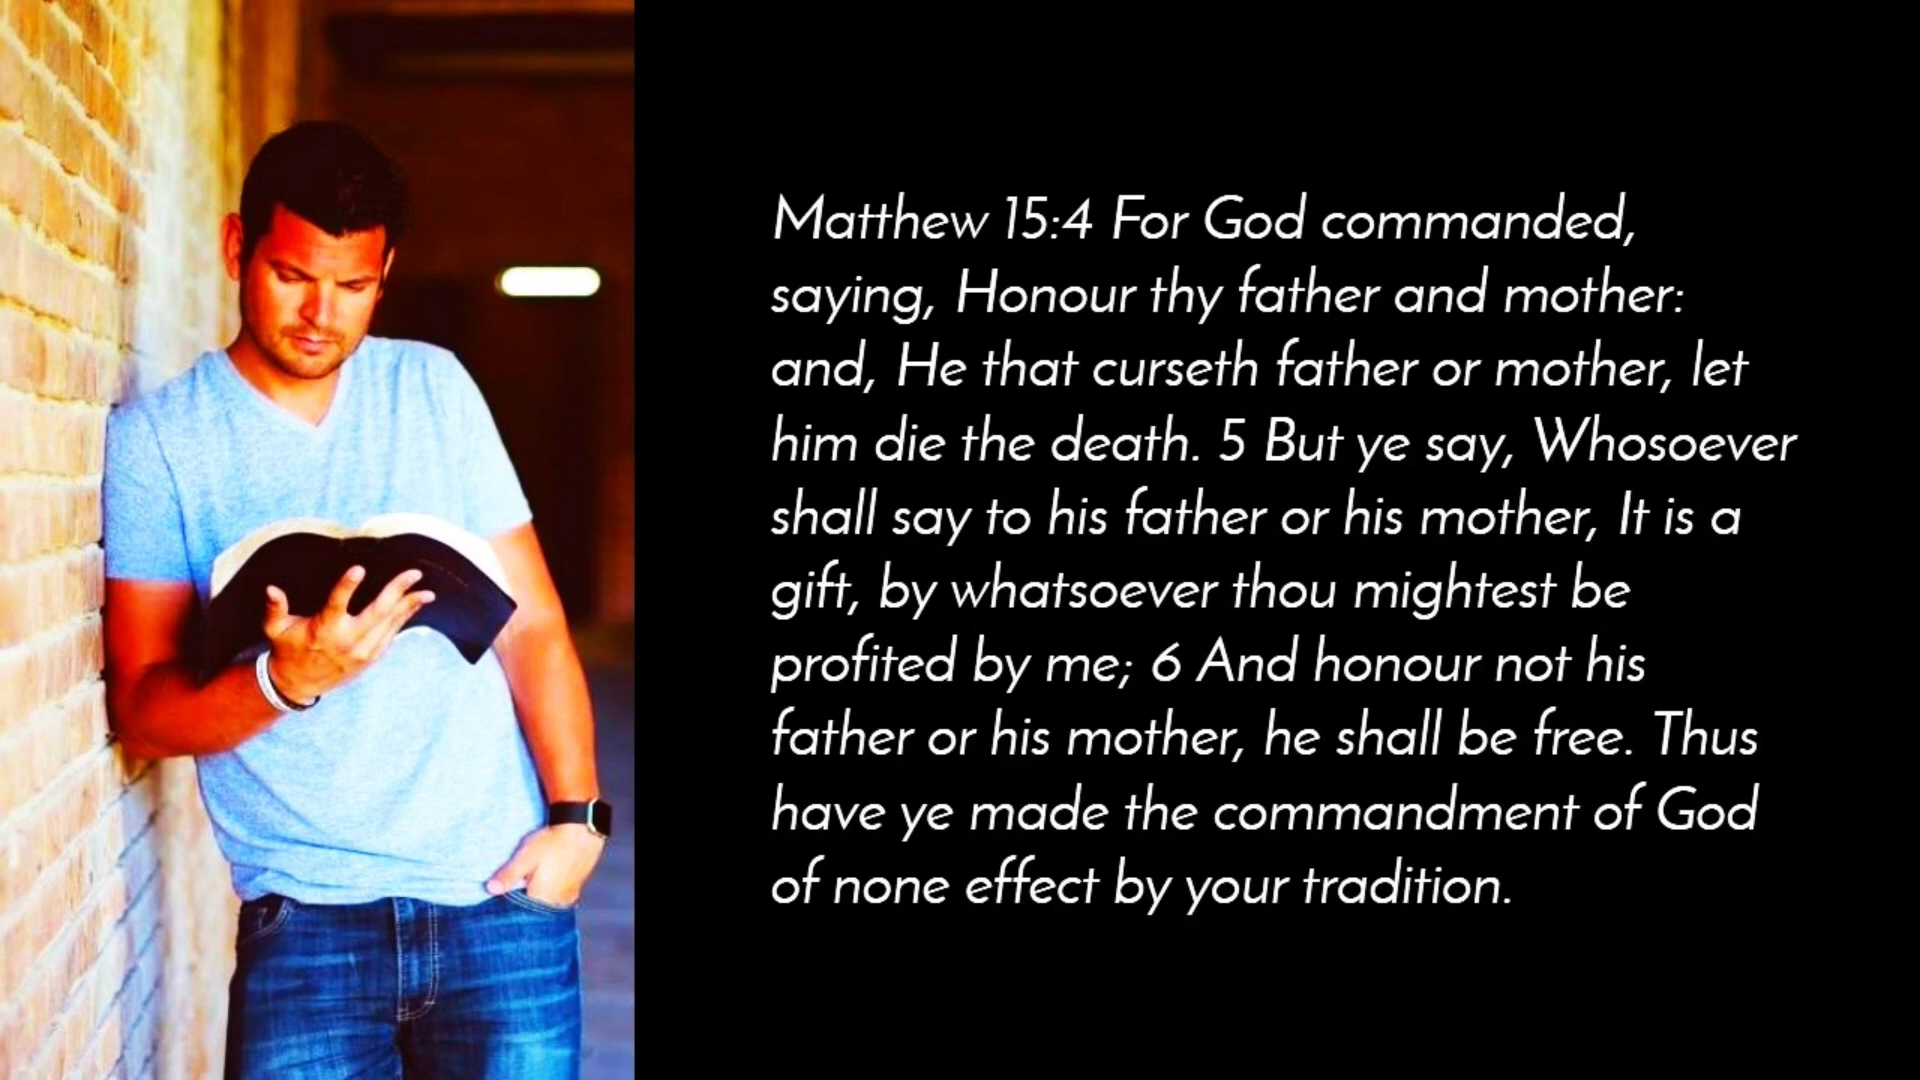 Matthew 15:4 For God commanded,
saying, Honour thy father and mother:
and, He that curseth father or mother, let
him die the death. 5 But ye say, Whosoever
shall say to his father or his mother, It is a
gift, by whatsoever thou mightest be
profited by me; 6 And honour not his
father or his mother, he shall be free. Thus
have ye made the commandment of God
of none effect by your tradition.